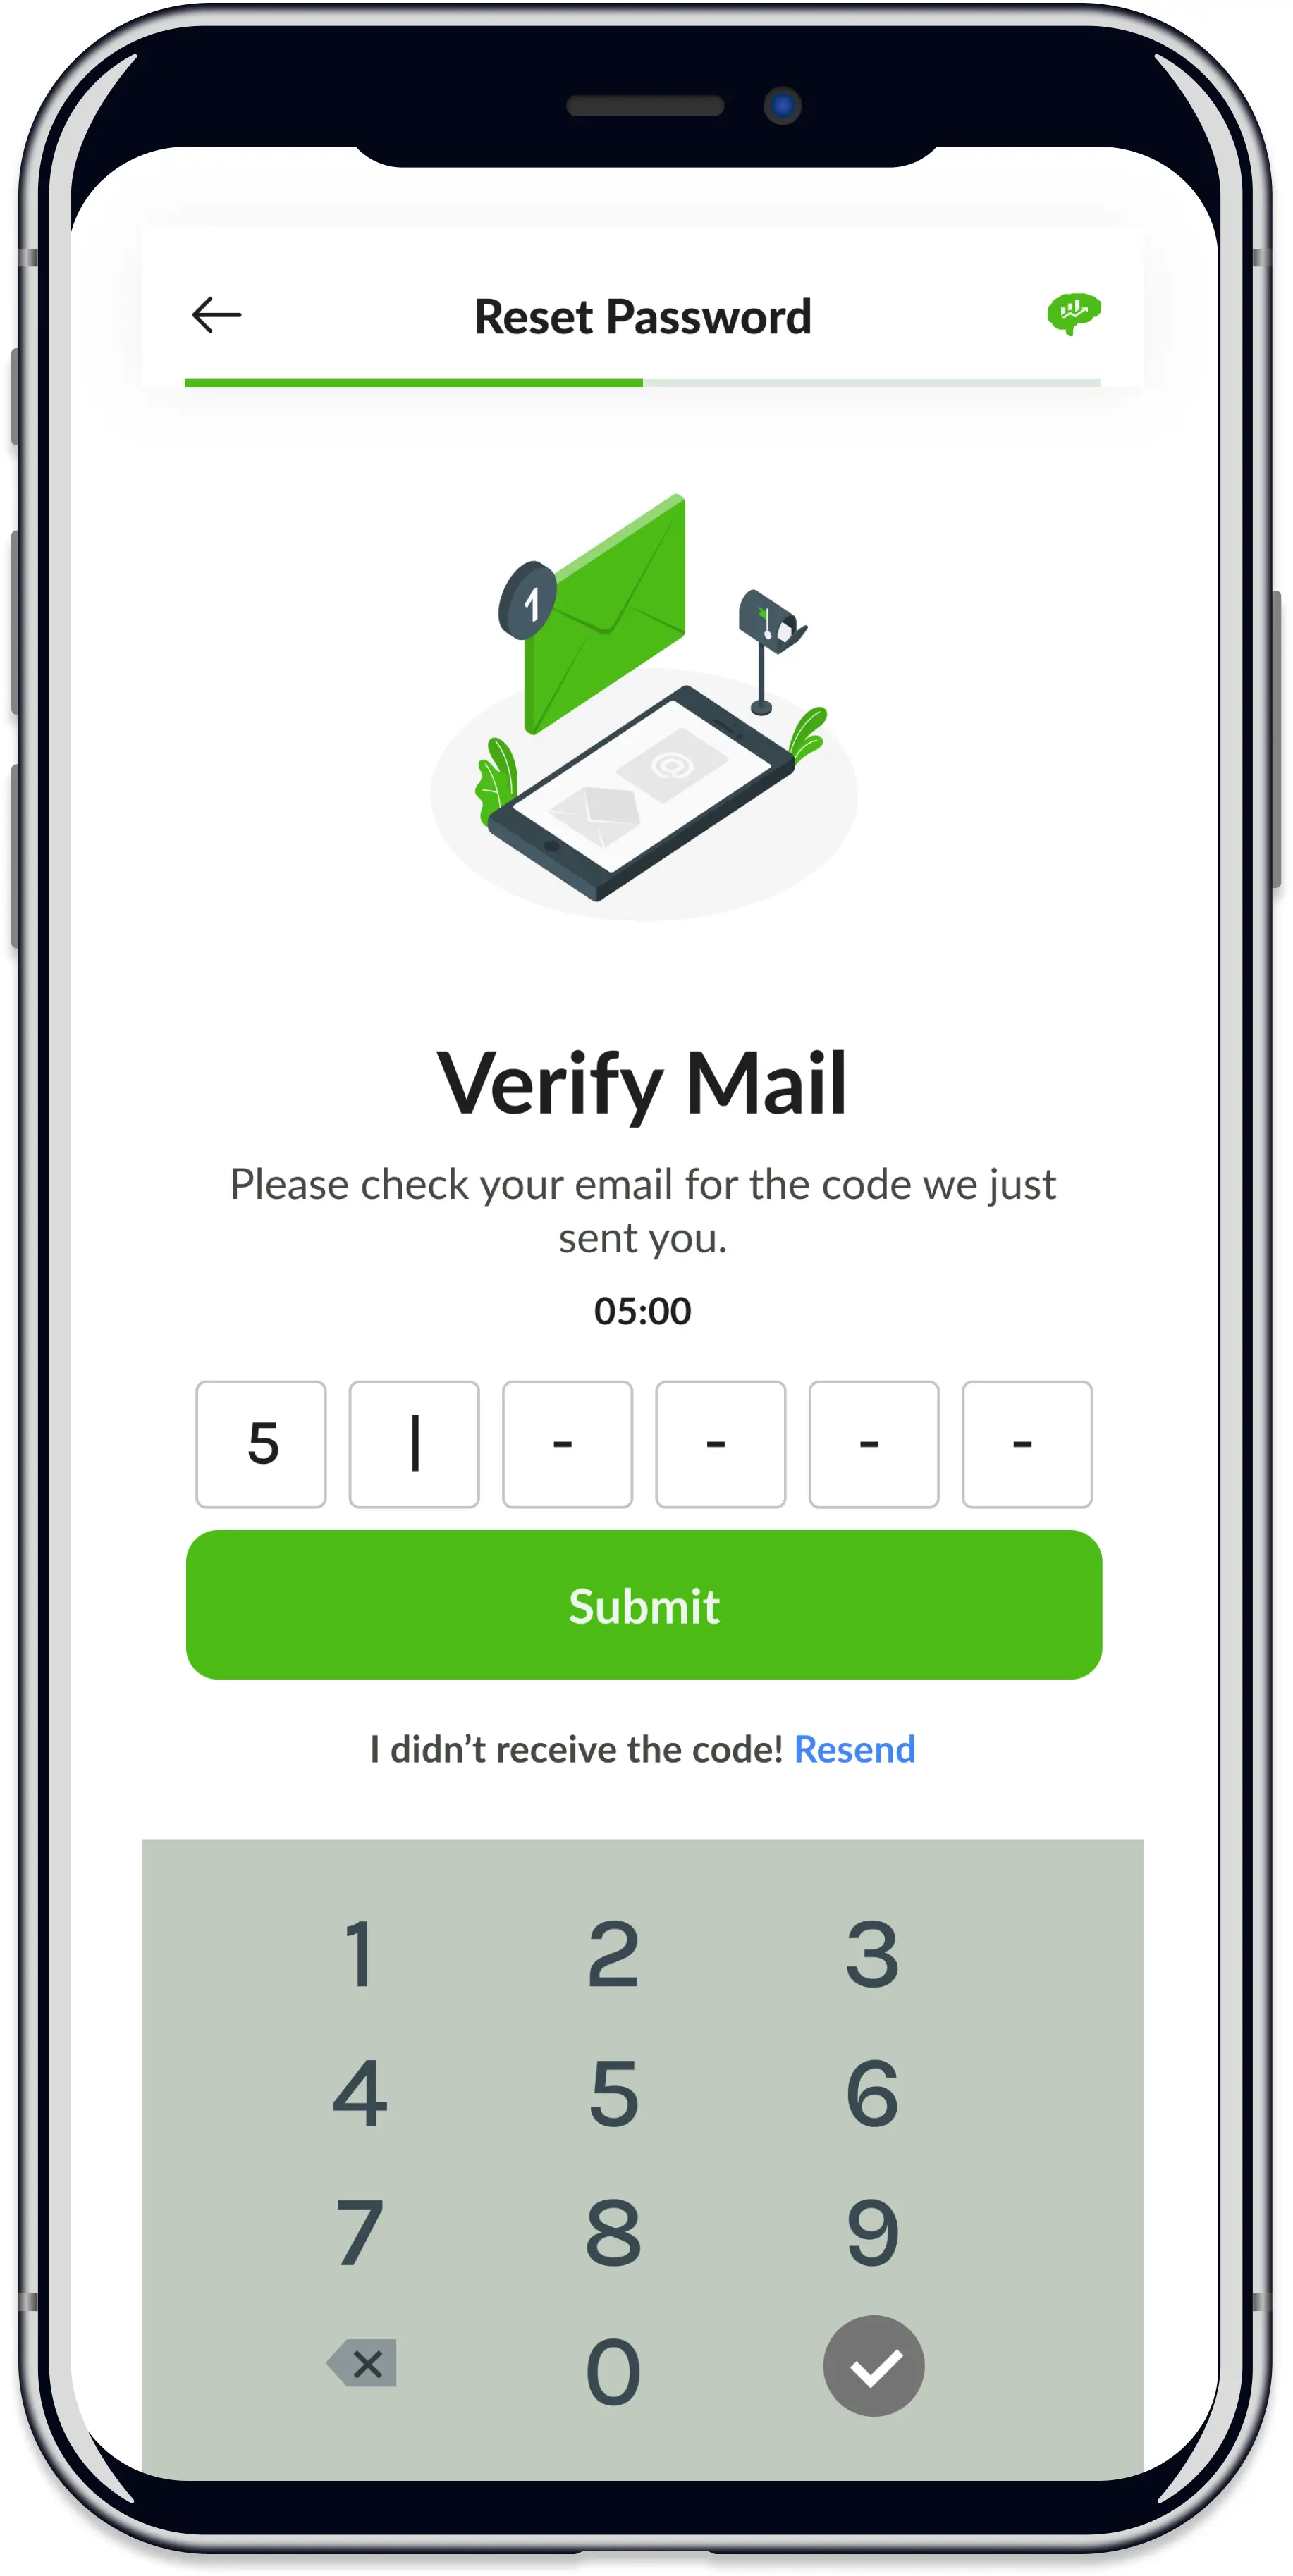 Reset Password
1
@
Verify Mail
Please check your email for the code we just
sent you.
05:00
5 | - - - -
Submit
I didn’t receive the code! Resend
1 2 3
4 5 6
7 8 9
0